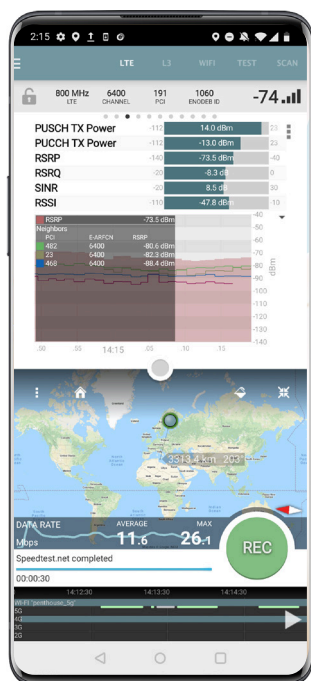 2:15
LTE L3 WIFI TEST SCAN
800 MHz 6400 191 1060 -74
LTE CHANNEL PCI ENODEB ID
PUSCH TX Power -112 14.0 dBm 23
PUCCH TX Power -112 -13.0 dBm 23
RSRP -140 -73.5 dBm -40
RSRQ -20 -8.3 dB 0
SINR -20 8.5 dB 30
RSSI -110 -47.8 dBm -10
RSRP -73.5 dBm
Neighbors
PCI E-ARFCN RSRP
482 6400 -80.6 dBm
23 6400 -82.3 dBm
468 6400 -88.4 dBm
-40
-50
-60
-70
-80
-90
-100
-110
-120
-130
-140
dBm
:50 :55 14:15 :05 :10 :15
3313.4 km 203°
DATA RATE AVERAGE MAX
Mbps 11.6 26.1
REC
Speedtest.net completed
00:00:30
14:12:30 14:13:30 14:14:30
Wi-Fi "penthouse_5g"
5G
4G
3G
2G